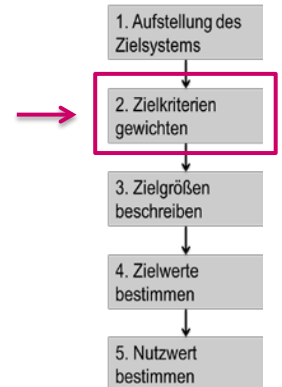 1. Aufstellung des
Zielsystems
2. Zielkriterien
gewichten
3. Zielgrößen
beschreiben
4. Zielwerte
bestimmen
5. Nutzwert
bestimmen